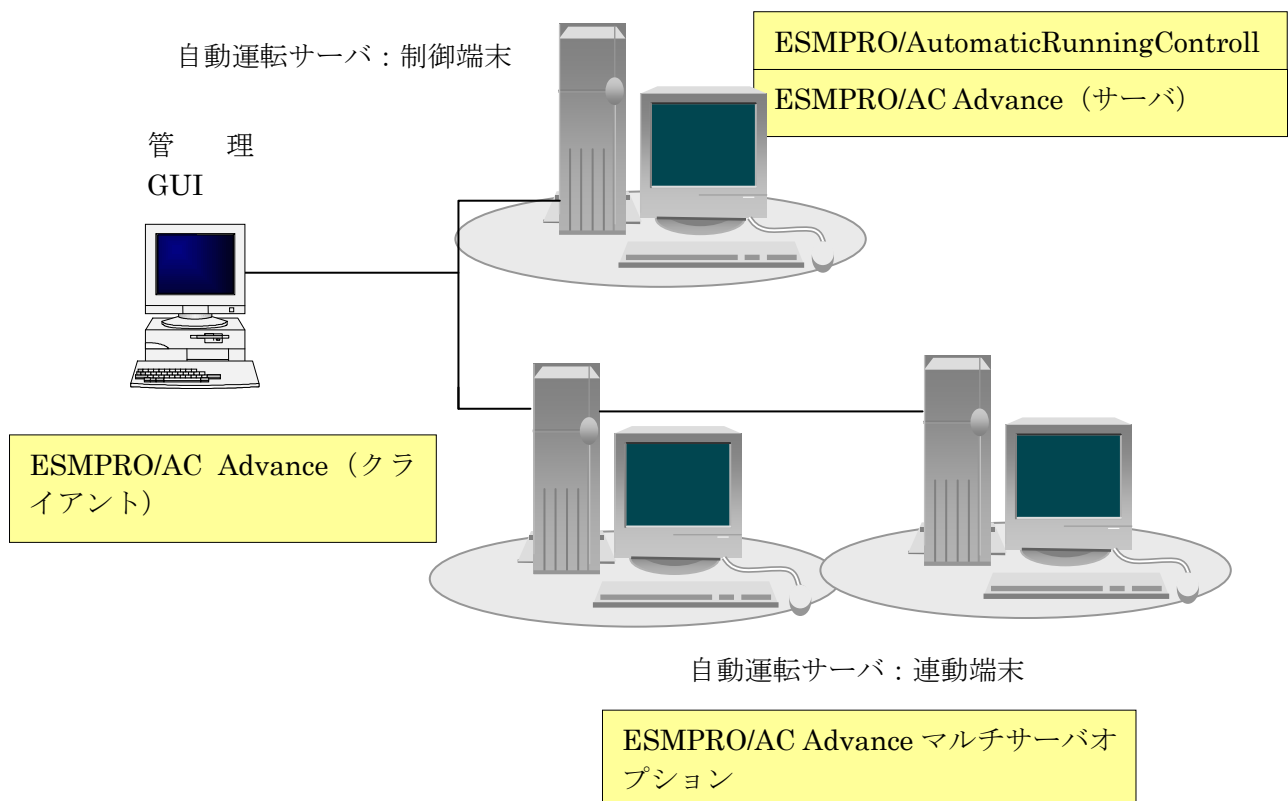 自動運転サーバ：制御端末
ESMPRO/AutomaticRunningControll
ESMPRO/AC Advance（サーバ）
管　理
GUI
ESMPRO/AC Advance（クラ
イアント）
自動運転サーバ：連動端末
ESMPRO/AC Advance マルチサーバオ
プション